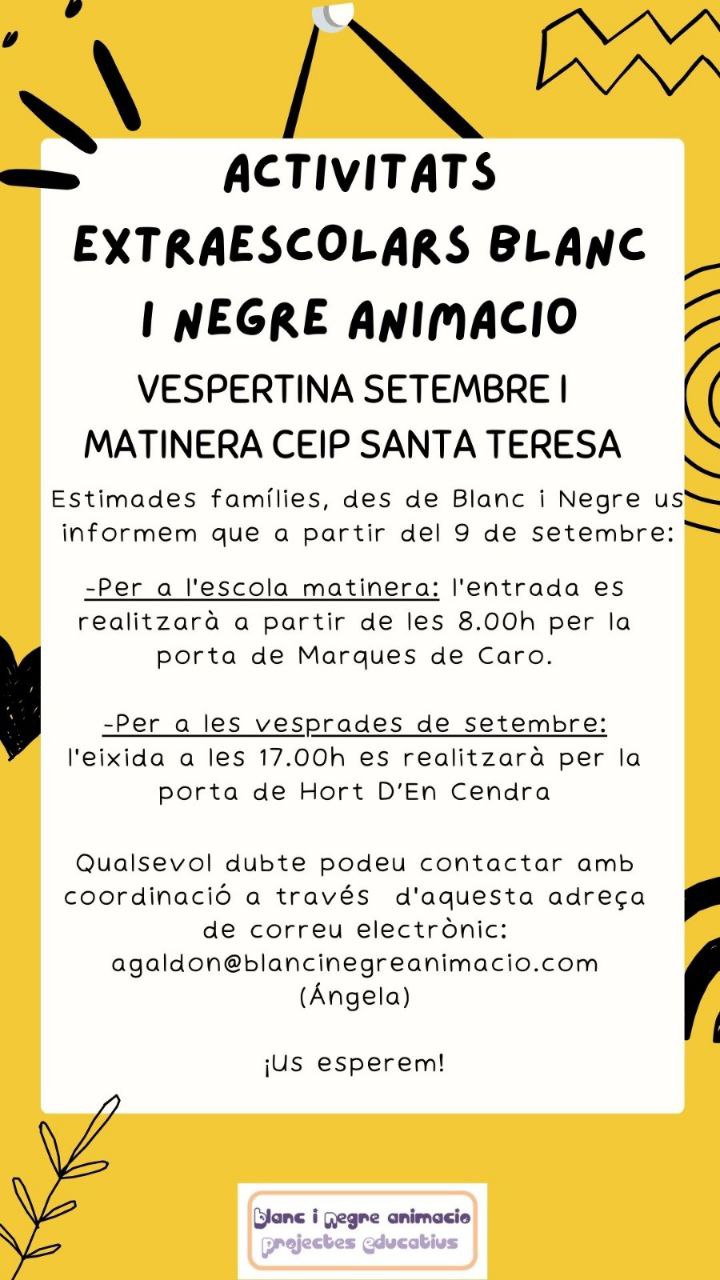 ACTIVITATS
EXTRAESCOLARS BLANC
I NEGRE ANIMACIO
VESPERTINA SETEMBRE I
MATINERA CEIP SANTA TERESA
Estimades famílies, des de Blanc i Negre us
informem que a partir del 9 de setembre:
-Per a l'escola matinera: l'entrada es
realitzarà a partir de les 8.00h per la
porta de Marques de Caro.
-Per a les vesprades de setembre:
l'eixida a les 17.00h es realitzarà per la
porta de Hort D'En Cendra
Qualsevol dubte podeu contactar amb
coordinació a través d'aquesta adreça
de correu electrònic:
agaldon@blancinegreanimacio.com
(Ángela)
¡Us esperem!
Blanc i Negre animacio
projectes Educatius